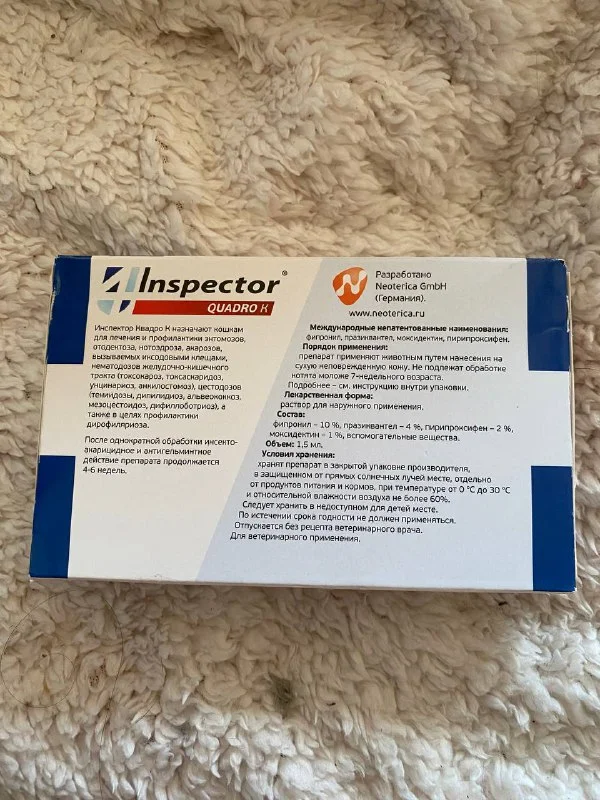 4Inspector®
QUADRO К
Инспектор Квадро К назначают кошкам
для лечения и профилактики энтомозов,
отодектоза, нотоэдроза, акарозов,
вызываемых иксодовыми клещами,
нематодозов желудочно-кишечного
тракта (токсокароз, токсаскаридоз,
унцинариоз, анкилостомоз), цестодозов
(тениидозы, дипилидиоз, альвеококкоз,
мезоцестоидоз, дифиллоботриоз), а
также в целях профилактики
дирофиляриоза.
После однократной обработки инсекто-
акарицидное и антигельминтное
действие препарата продолжается
4-6 недель.
Разработано
Neoterica GmbH
(Германия).
www.neoterica.ru
Международные непатентованные наименования:
фипронил, празиквантел, моксидектин, пирипроксифен.
Порядок применения:
препарат применяют животным путем нанесения на
сухую неповрежденную кожу. Не подлежат обработке
котята моложе 7-недельного возраста.
Подробнее – см. инструкцию внутри упаковки.
Лекарственная форма:
раствор для наружного применения.
Состав:
фипронил – 10 %, празиквантел – 4 %, пирипроксифен – 2 %,
моксидектин – 1 %, вспомогательные вещества.
Объем: 1,5 мл.
Условия хранения:
хранят препарат в закрытой упаковке производителя,
в защищенном от прямых солнечных лучей месте, отдельно
от продуктов питания и кормов, при температуре от 0 °С до 30 °С
и относительной влажности воздуха не более 60%.
Следует хранить в недоступном для детей месте.
По истечении срока годности не должен применяться.
Отпускается без рецепта ветеринарного врача.
Для ветеринарного применения.